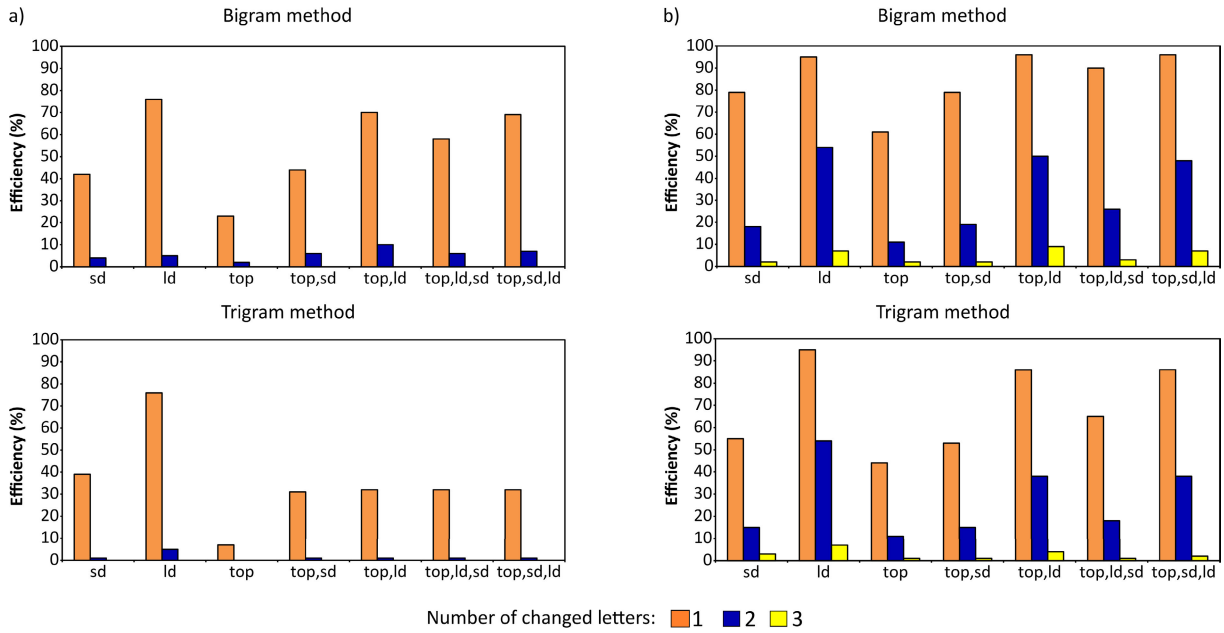 a)
Bigram method
Efficiency (%)
100
90
80
70
60
50
40
30
20
10
0
sd ld top top,sd top,ld top,ld,sd top,sd,ld
Trigram method
Efficiency (%)
100
90
80
70
60
50
40
30
20
10
0
sd ld top top,sd top,ld top,ld,sd top,sd,ld
b)
Bigram method
Efficiency (%)
100
90
80
70
60
50
40
30
20
10
0
sd ld top top,sd top,ld top,ld,sd top,sd,ld
Trigram method
Efficiency (%)
100
90
80
70
60
50
40
30
20
10
0
sd ld top top,sd top,ld top,ld,sd top,sd,ld
Number of changed letters: 1 2 3